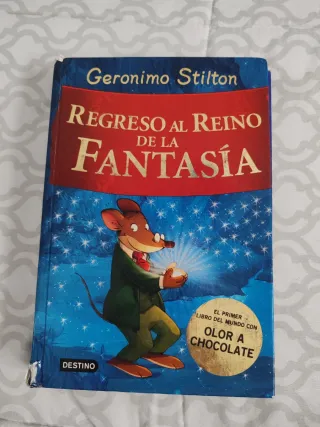 Geronimo Stilton
REGRESO AL REINO
DE LA
FANTASÍA
EL PRIMER
LIBRO DEL MUNDO CON
OLOR A
CHOCOLATE
DESTINO